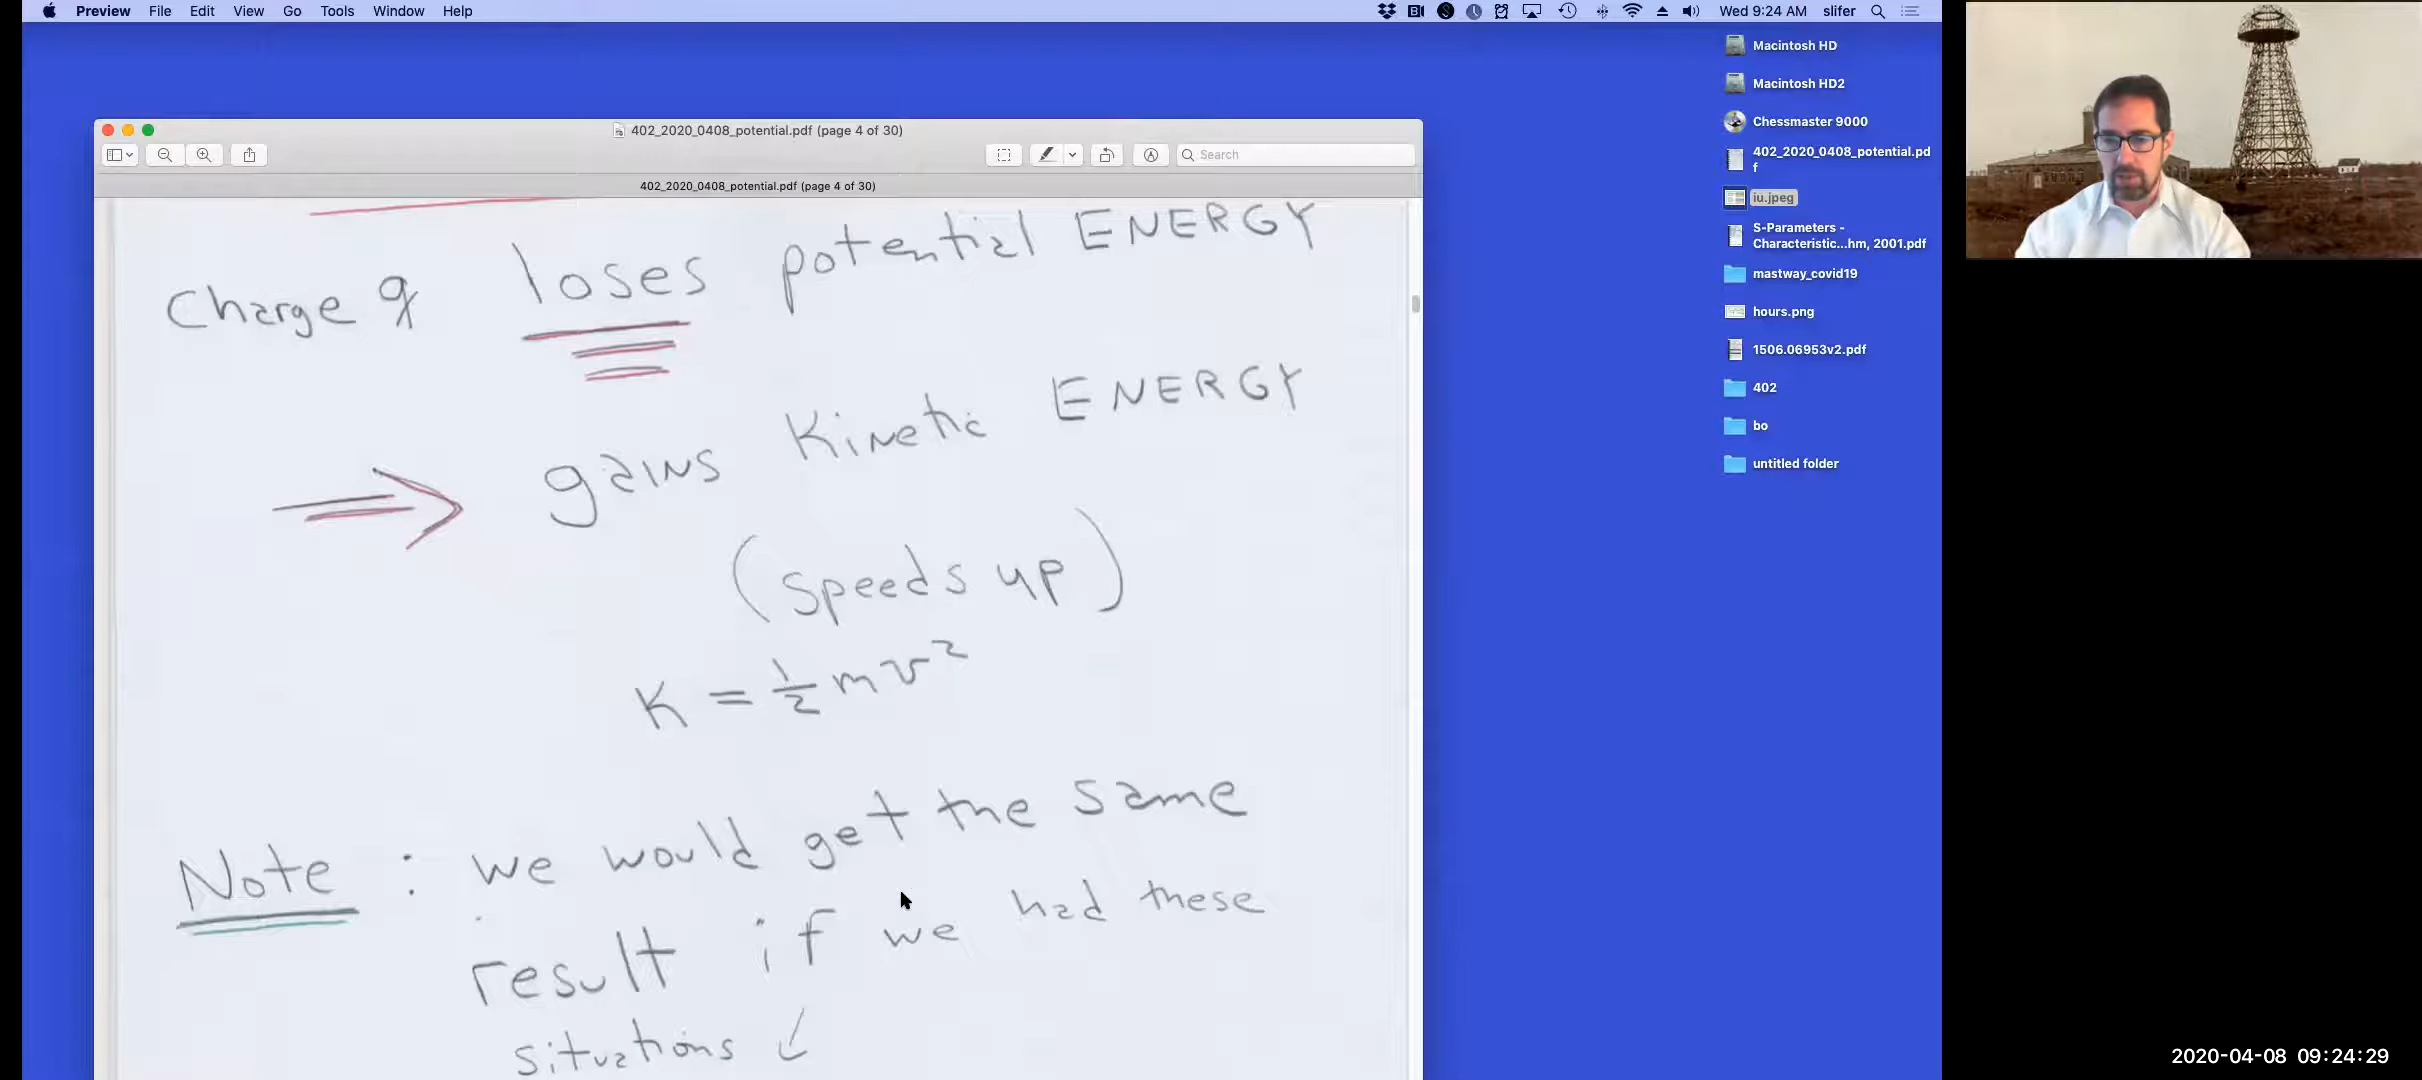 Preview File Edit View Go Tools Window Help
Wed 9:24 AM slifer
Macintosh HD
Macintosh HD2
Chessmaster 9000
402_2020_0408_potential.pd
f
iu.jpeg
S-Parameters -
Characteristic...hm, 2001.pdf
mastway_covid19
hours.png
1506.06953v2.pdf
402
bo
untitled folder
402_2020_0408_potential.pdf (page 4 of 30)
Search
402_2020_0408_potential.pdf (page 4 of 30)
Charge q loses potential ENERGY
⇒ gains Kinetic ENERGY
(speeds up)
K = ½ m v²
Note : we would get the same
result if we had these
situations ↙
2020-04-08 09:24:29